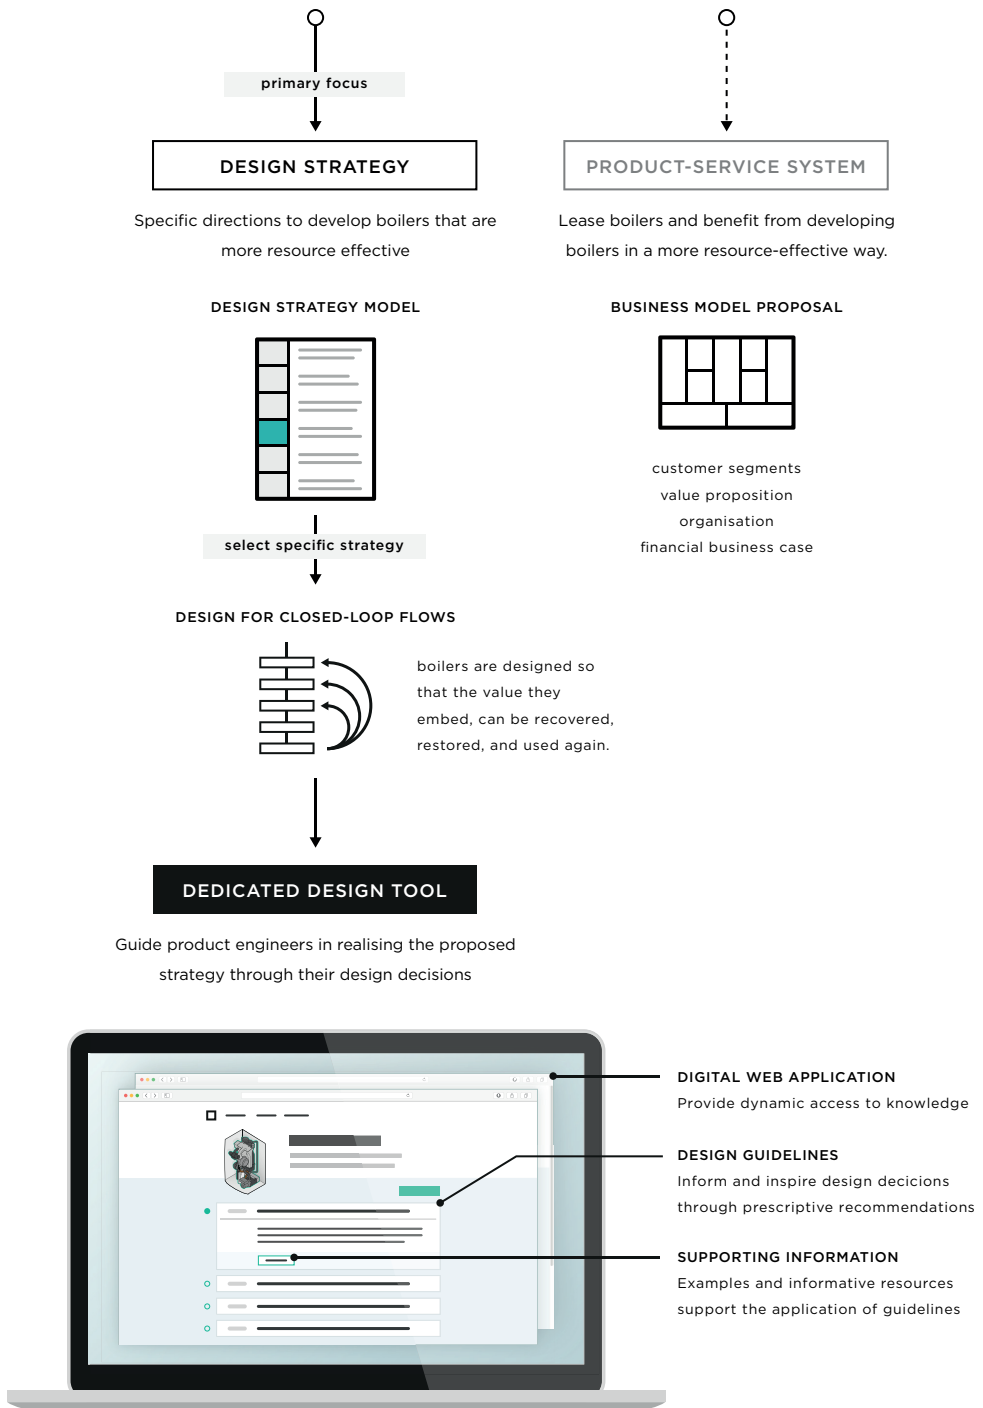 primary focus
DESIGN STRATEGY
Specific directions to develop boilers that are
more resource effective
DESIGN STRATEGY MODEL
select specific strategy
DESIGN FOR CLOSED-LOOP FLOWS
boilers are designed so
that the value they
embed, can be recovered,
restored, and used again.
PRODUCT-SERVICE SYSTEM
Lease boilers and benefit from developing
boilers in a more resource-effective way.
BUSINESS MODEL PROPOSAL
customer segments
value proposition
organisation
financial business case
DEDICATED DESIGN TOOL
Guide product engineers in realising the proposed
strategy through their design decisions
DIGITAL WEB APPLICATION
Provide dynamic access to knowledge
DESIGN GUIDELINES
Inform and inspire design decicions
through prescriptive recommendations
SUPPORTING INFORMATION
Examples and informative resources
support the application of guidelines